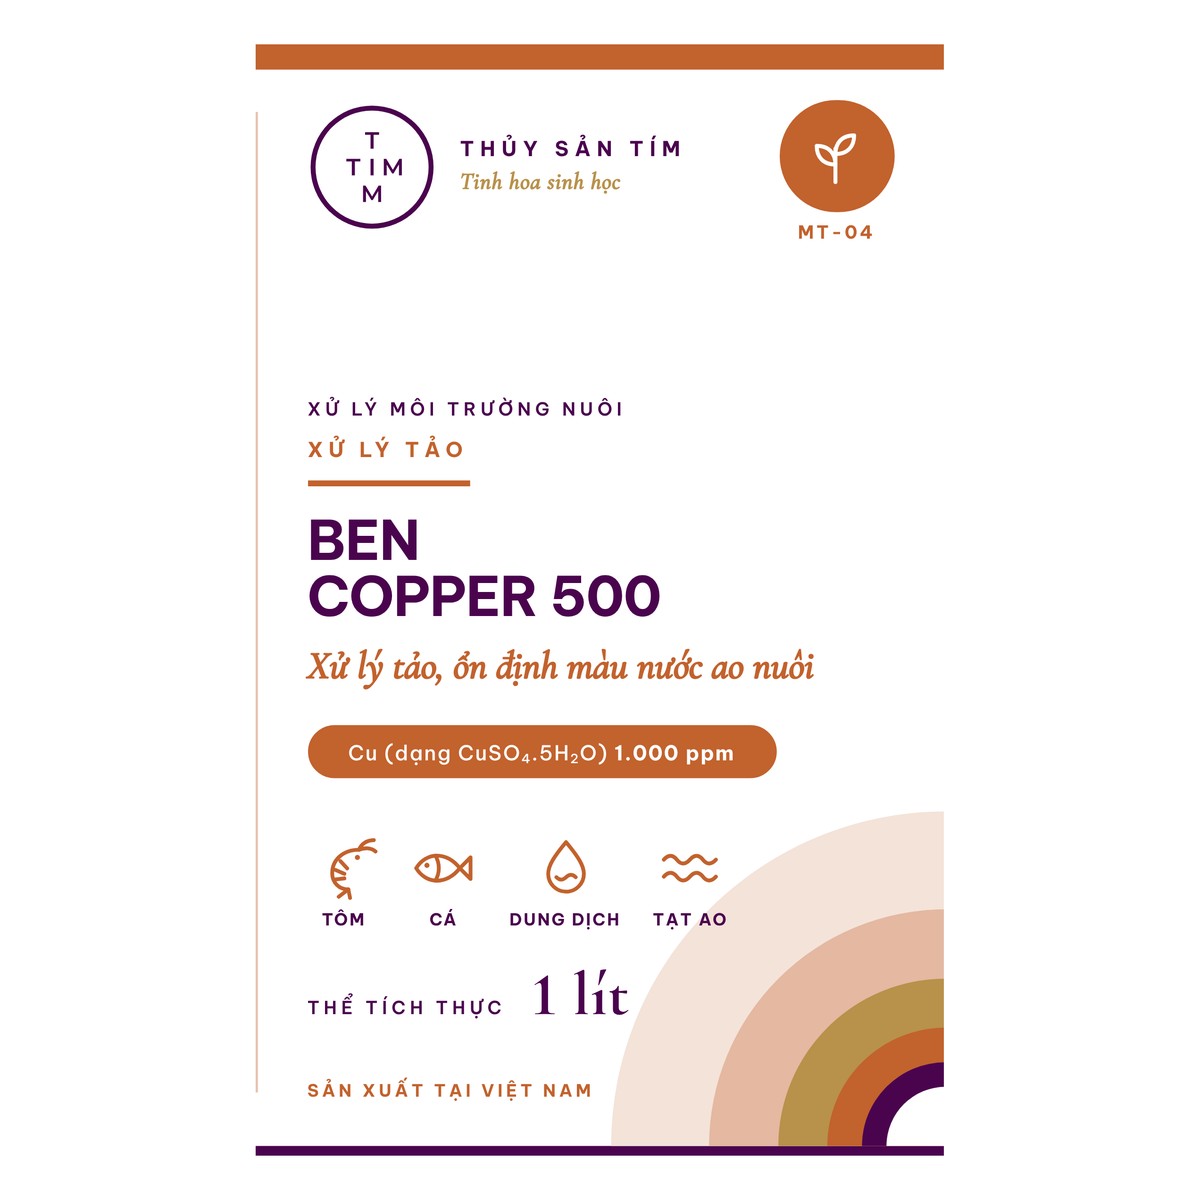 T
TIM
M
THỦY SẢN TÍM
Tinh hoa sinh học
MT-04
XỬ LÝ MÔI TRƯỜNG NUÔI
XỬ LÝ TẢO
BEN
COPPER 500
Xử lý tảo, ổn định màu nước ao nuôi
Cu (dạng CuSO₄.5H₂O) 1.000 ppm
TÔM CÁ DUNG DỊCH TẠT AO
THỂ TÍCH THỰC 1 lít
SẢN XUẤT TẠI VIỆT NAM